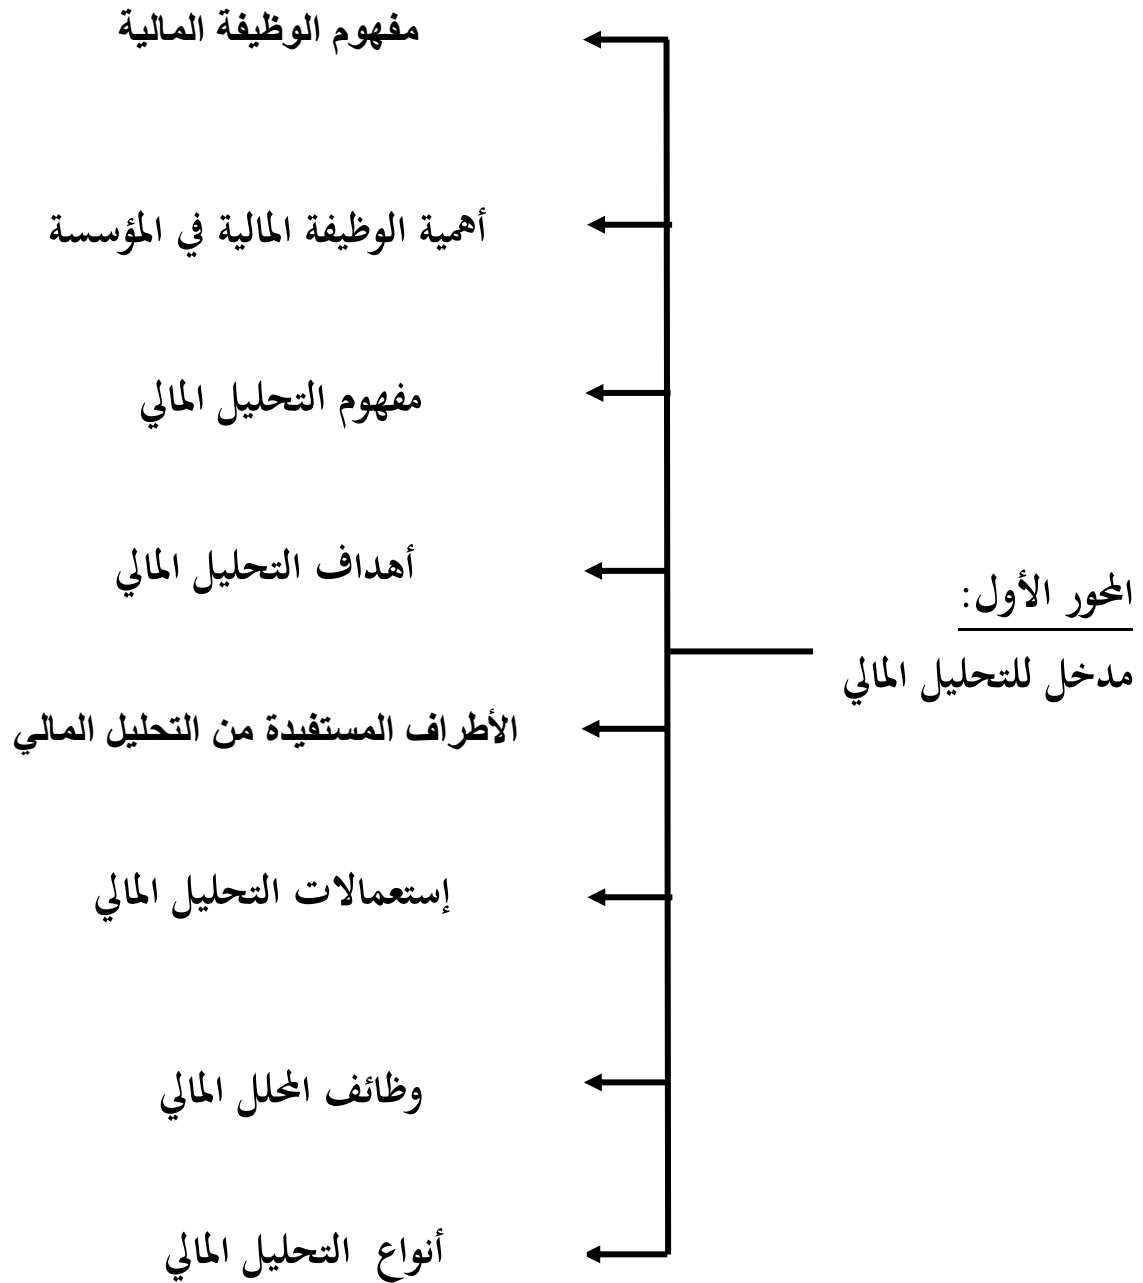 المحور الأول:
مدخل للتحليل المالي
مفهوم الوظيفة المالية
أهمية الوظيفة المالية في المؤسسة
مفهوم التحليل المالي
أهداف التحليل المالي
الأطراف المستفيدة من التحليل المالي
إستعمالات التحليل المالي
وظائف المحلل المالي
أنواع التحليل المالي